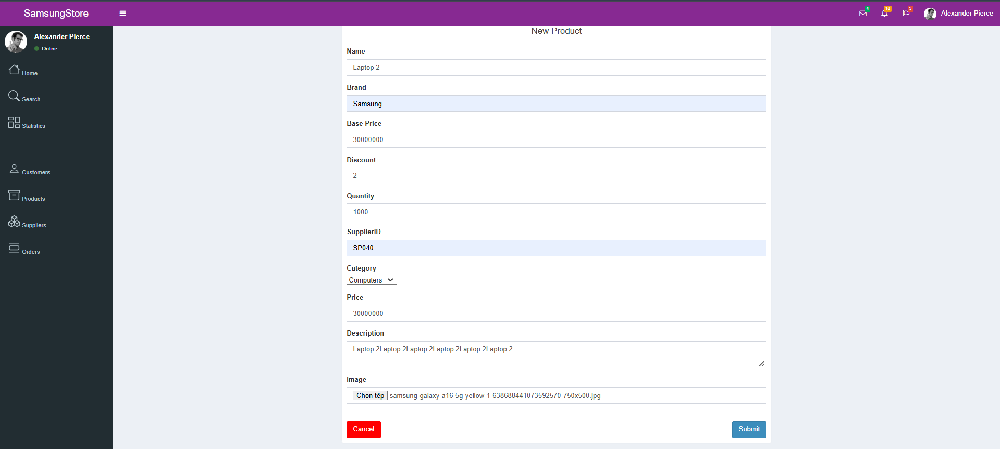 SamsungStore
4
10
9
Alexander Pierce
Alexander Pierce
Online
Home
Search
Statistics
Customers
Products
Suppliers
Orders
New Product
Name
Laptop 2
Brand
Samsung
Base Price
30000000
Discount
2
Quantity
1000
SupplierID
SP040
Category
Computers
Price
30000000
Description
Laptop 2Laptop 2Laptop 2Laptop 2Laptop 2Laptop 2
Image
Chọn tệp samsung-galaxy-a16-5g-yellow-1-638688441073592570-750x500.jpg
Cancel
Submit